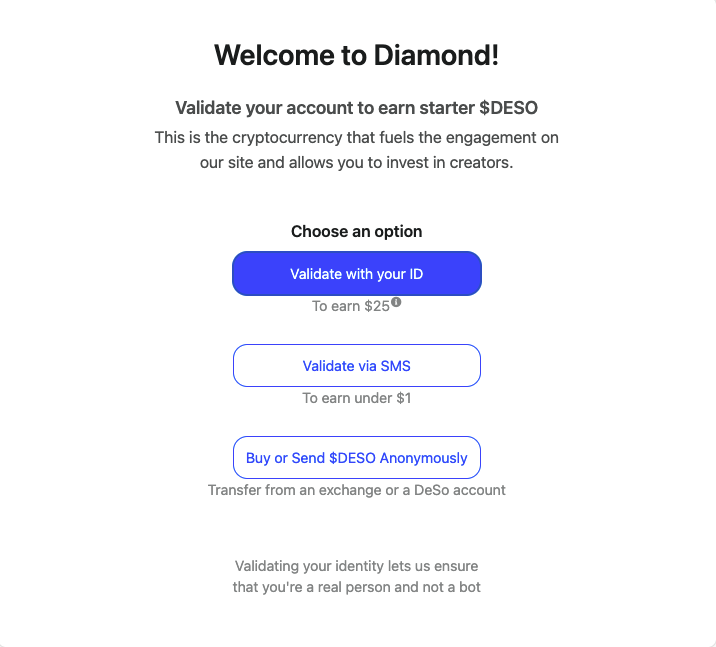 Welcome to Diamond!
Validate your account to earn starter $DESO
This is the cryptocurrency that fuels the engagement on
our site and allows you to invest in creators.
Choose an option
Validate with your ID
To earn $25
Validate via SMS
To earn under $1
Buy or Send $DESO Anonymously
Transfer from an exchange or a DeSo account
Validating your identity lets us ensure
that you're a real person and not a bot